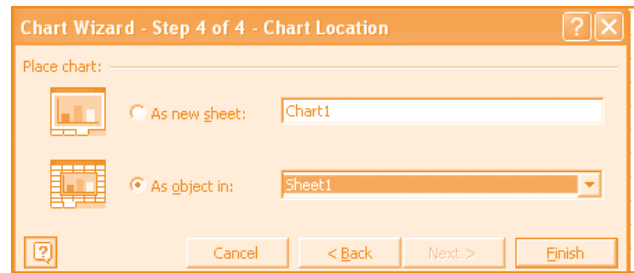 Chart Wizard - Step 4 of 4 - Chart Location
Place chart:
As new sheet: Chart1
As object in: Sheet1
Cancel < Back Next > Finish